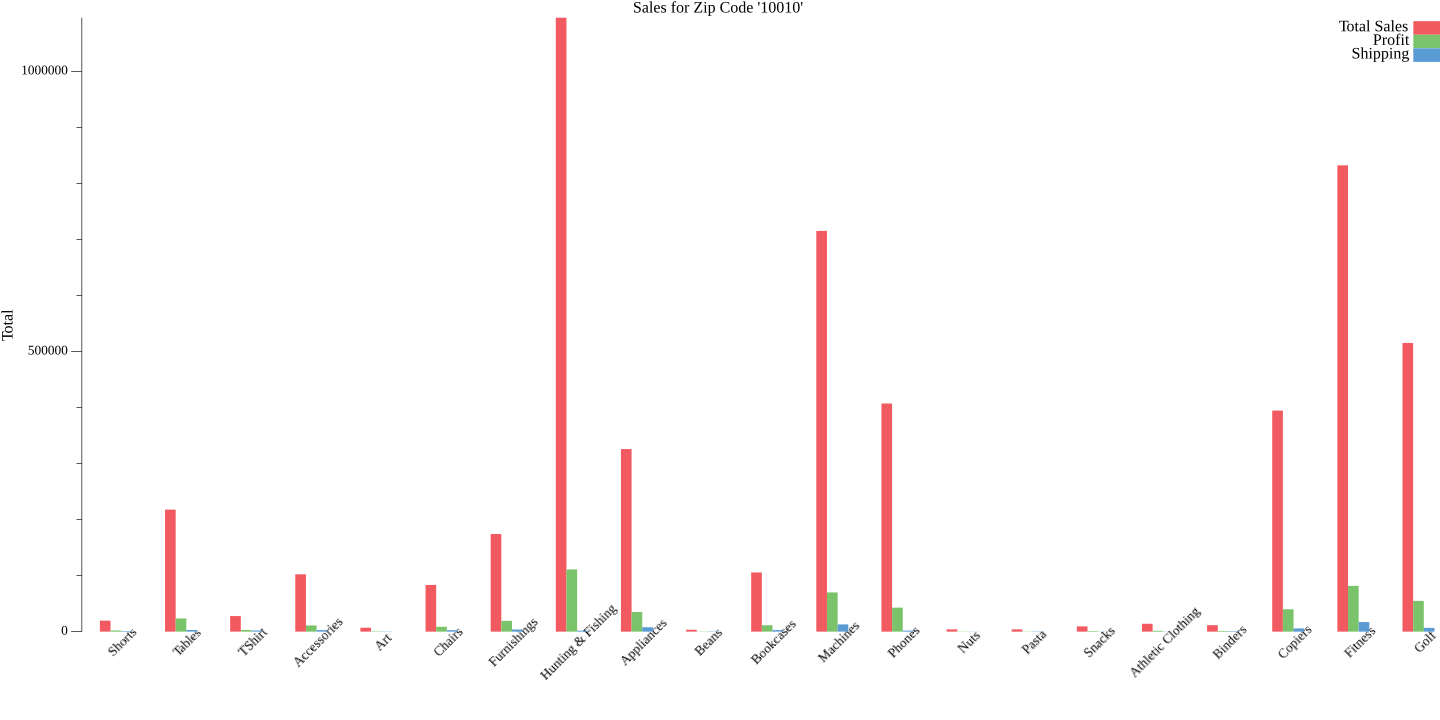 Sales for Zip Code '10010'
Total Sales
Profit
Shipping
1000000
500000
0
Total
Shorts
Tables
TShirt
Accessories
Art
Chairs
Furnishings
Hunting & Fishing
Appliances
Beans
Bookcases
Machines
Phones
Nuts
Pasta
Snacks
Athletic Clothing
Binders
Copiers
Fitness
Golf